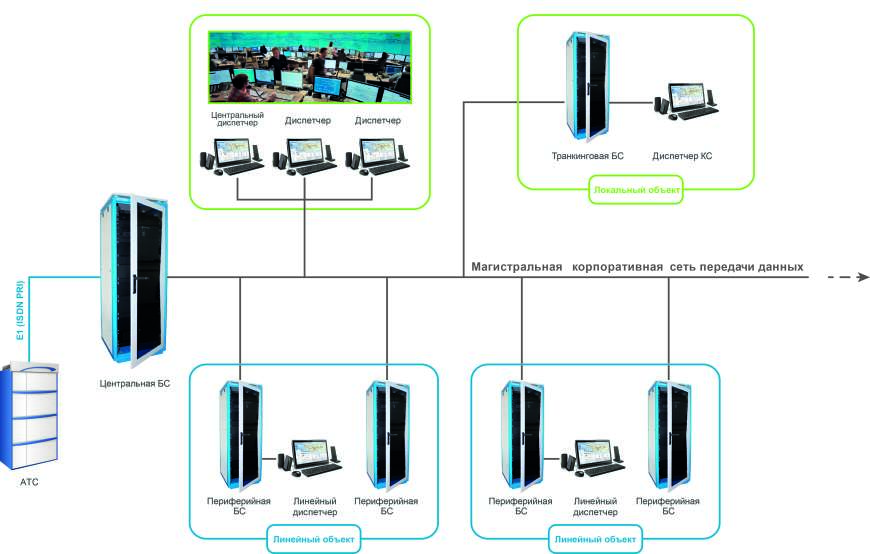 Центральный
диспетчер
Диспетчер
Диспетчер
Транкинговая БС
Диспетчер КС
Локальный объект
Магистральная корпоративная сеть передачи данных
E1 (ISDN PRI)
Центральная БС
АТС
Периферийная
БС
Линейный
диспетчер
Периферийная
БС
Линейный объект
Периферийная
БС
Линейный
диспетчер
Периферийная
БС
Линейный объект